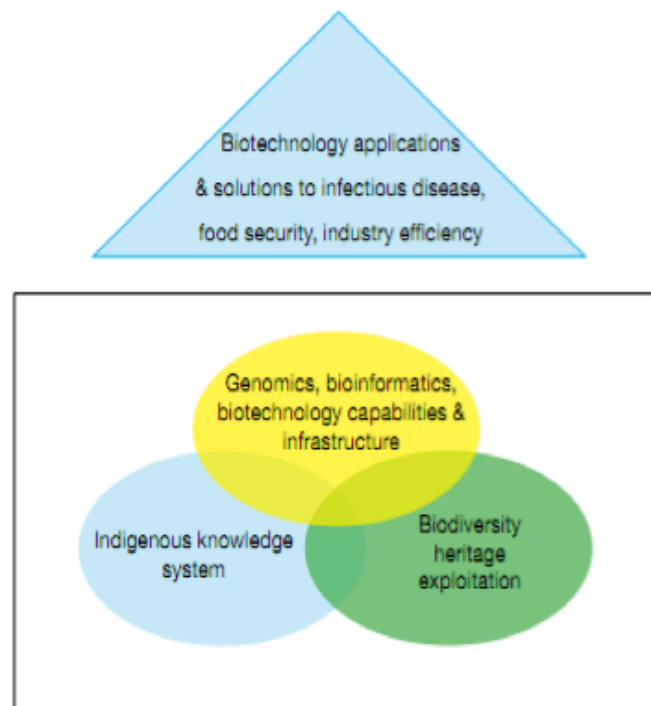 Biotechnology applications
& solutions to infectious disease,
food security, industry efficiency
Genomics, bioinformatics,
biotechnology capabilities &
infrastructure
Indigenous knowledge
system
Biodiversity
heritage
exploitation